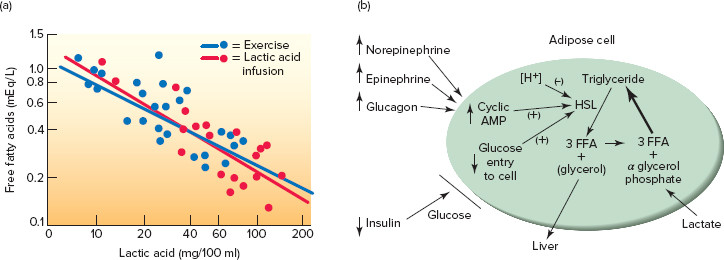 (a)
Free fatty acids (mEq/L)
1.5
1.0
0.8
0.6
0.4
0.2
0.1
= Exercise
= Lactic acid
infusion
0
10
20
40
60
100
200
Lactic acid (mg/100 ml)
(b)
Adipose cell
Norepinephrine
Epinephrine
Glucagon
[H+]
(-)
Triglyceride
HSL
Cyclic
AMP
(+)
(+)
Glucose
entry
to cell
3 FFA
+
(glycerol)
3 FFA
+
α glycerol
phosphate
Insulin
Glucose
Liver
Lactate